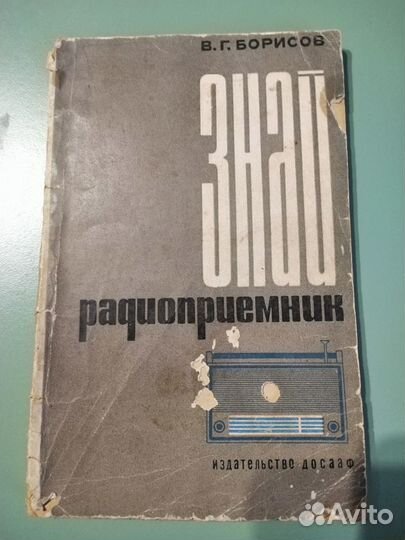 В. Г. БОРИСОВ
ЗНАЙ
радиоприемник
ИЗДАТЕЛЬСТВО ДОСААФ
Avito